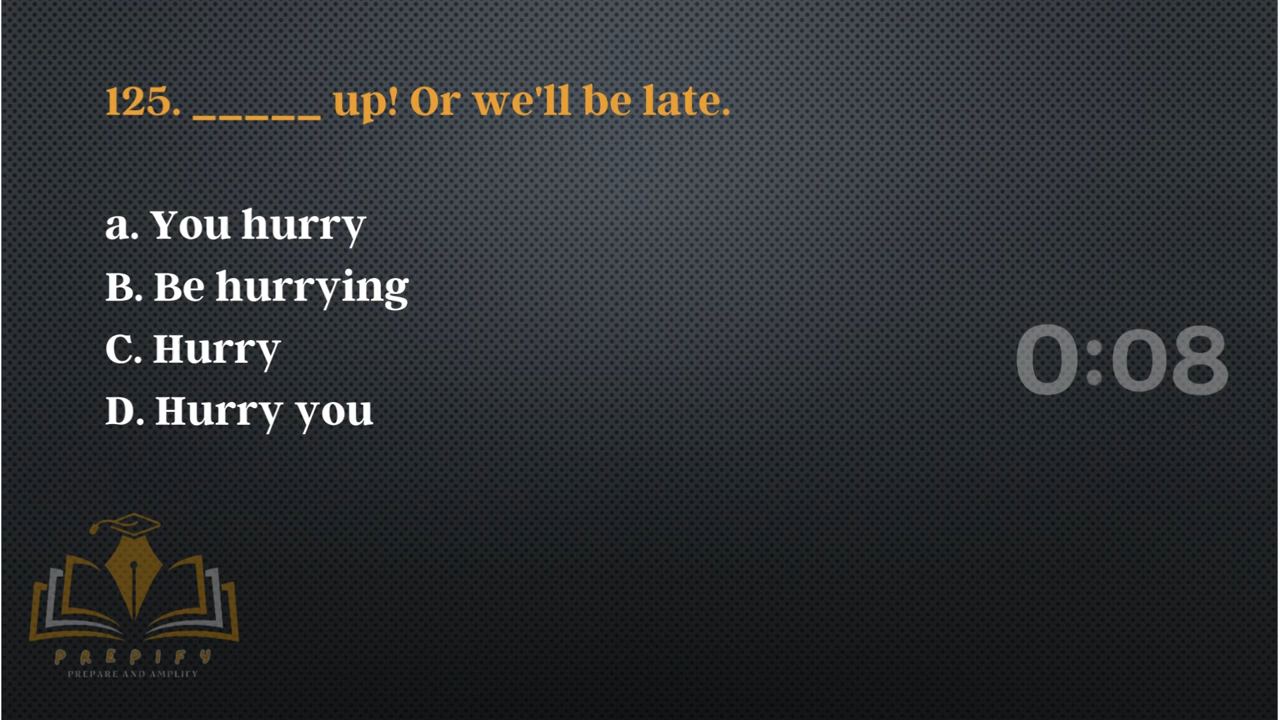 125. _____ up! Or we'll be late.
a. You hurry
B. Be hurrying
C. Hurry
D. Hurry you
0:08
PREPIFY
PREPARE AND AMPLIFY